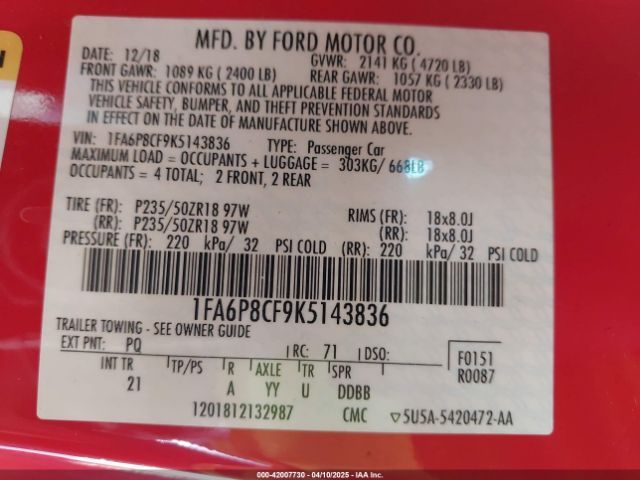 MFD. BY FORD MOTOR CO.
DATE: 12/18 GVWR: 2141 KG ( 4720 LB)
FRONT GAWR: 1089 KG ( 2400 LB) REAR GAWR: 1057 KG ( 2330 LB)
THIS VEHICLE CONFORMS TO ALL APPLICABLE FEDERAL MOTOR
VEHICLE SAFETY, BUMPER, AND THEFT PREVENTION STANDARDS
IN EFFECT ON THE DATE OF MANUFACTURE SHOWN ABOVE.
VIN: 1FA6P8CF9K5143836 TYPE: Passenger Car
MAXIMUM LOAD = OCCUPANTS + LUGGAGE = 303KG/ 668LB
OCCUPANTS = 4 TOTAL; 2 FRONT, 2 REAR
TIRE (FR): P235/50ZR18 97W RIMS (FR): 18x8.0J
(RR): P235/50ZR18 97W (RR): 18x8.0J
PRESSURE (FR): 220 kPa/ 32 PSI COLD (RR): 220 kPa/ 32 PSI COLD
1FA6P8CF9K5143836
TRAILER TOWING - SEE OWNER GUIDE
EXT PNT: PQ RC: 71 DSO: F0151
INT TR TP/PS R AXLE TR SPR R0087
21 A YY U DDBB
1201812132987 CMC ▽5U5A-5420472-AA
000-42007730 - 04/10/2025 - IAA Inc.